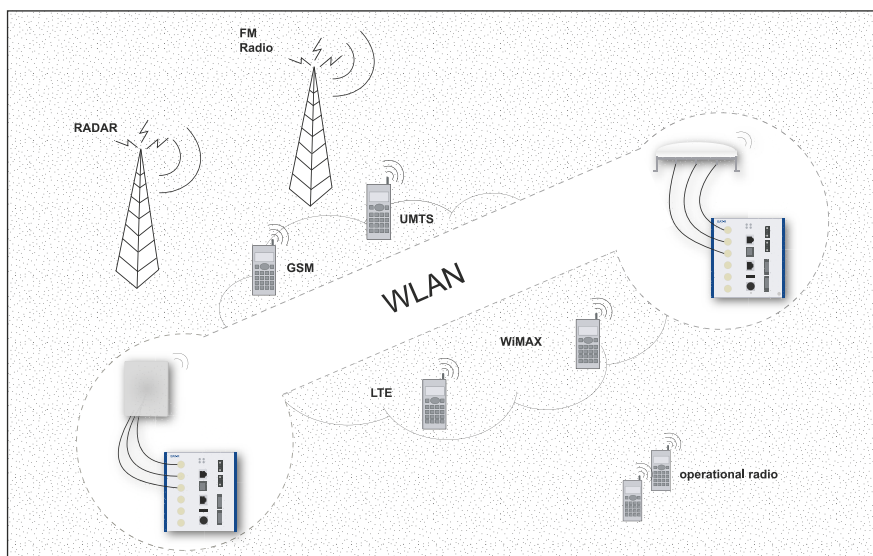 FM
Radio
RADAR
UMTS
GSM
WLAN
WiMAX
LTE
operational radio